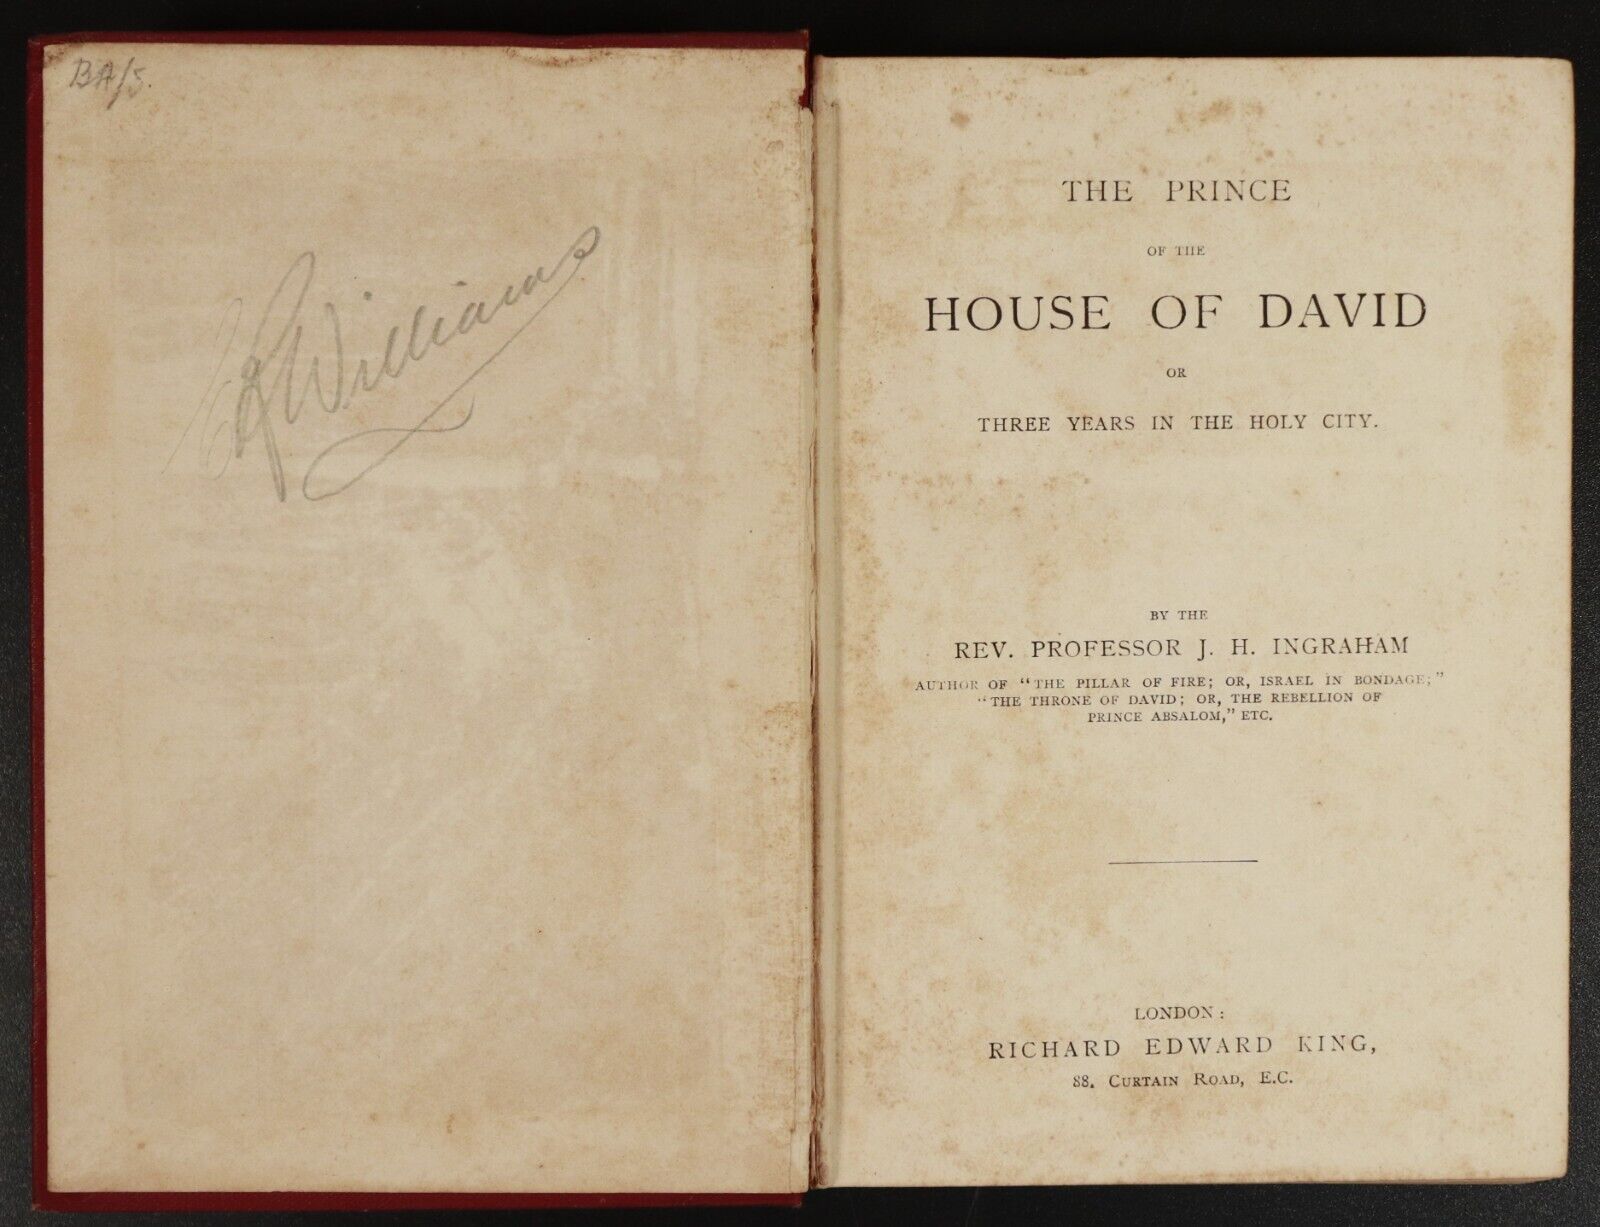 BA/5.
Williams
THE PRINCE
OF THE
HOUSE OF DAVID
OR
THREE YEARS IN THE HOLY CITY.
BY THE
REV. PROFESSOR J. H. INGRAHAM
AUTHOR OF "THE PILLAR OF FIRE; OR, ISRAEL IN BONDAGE;"
"THE THRONE OF DAVID; OR, THE REBELLION OF
PRINCE ABSALOM," ETC.
LONDON:
RICHARD EDWARD KING,
88, CURTAIN ROAD, E.C.